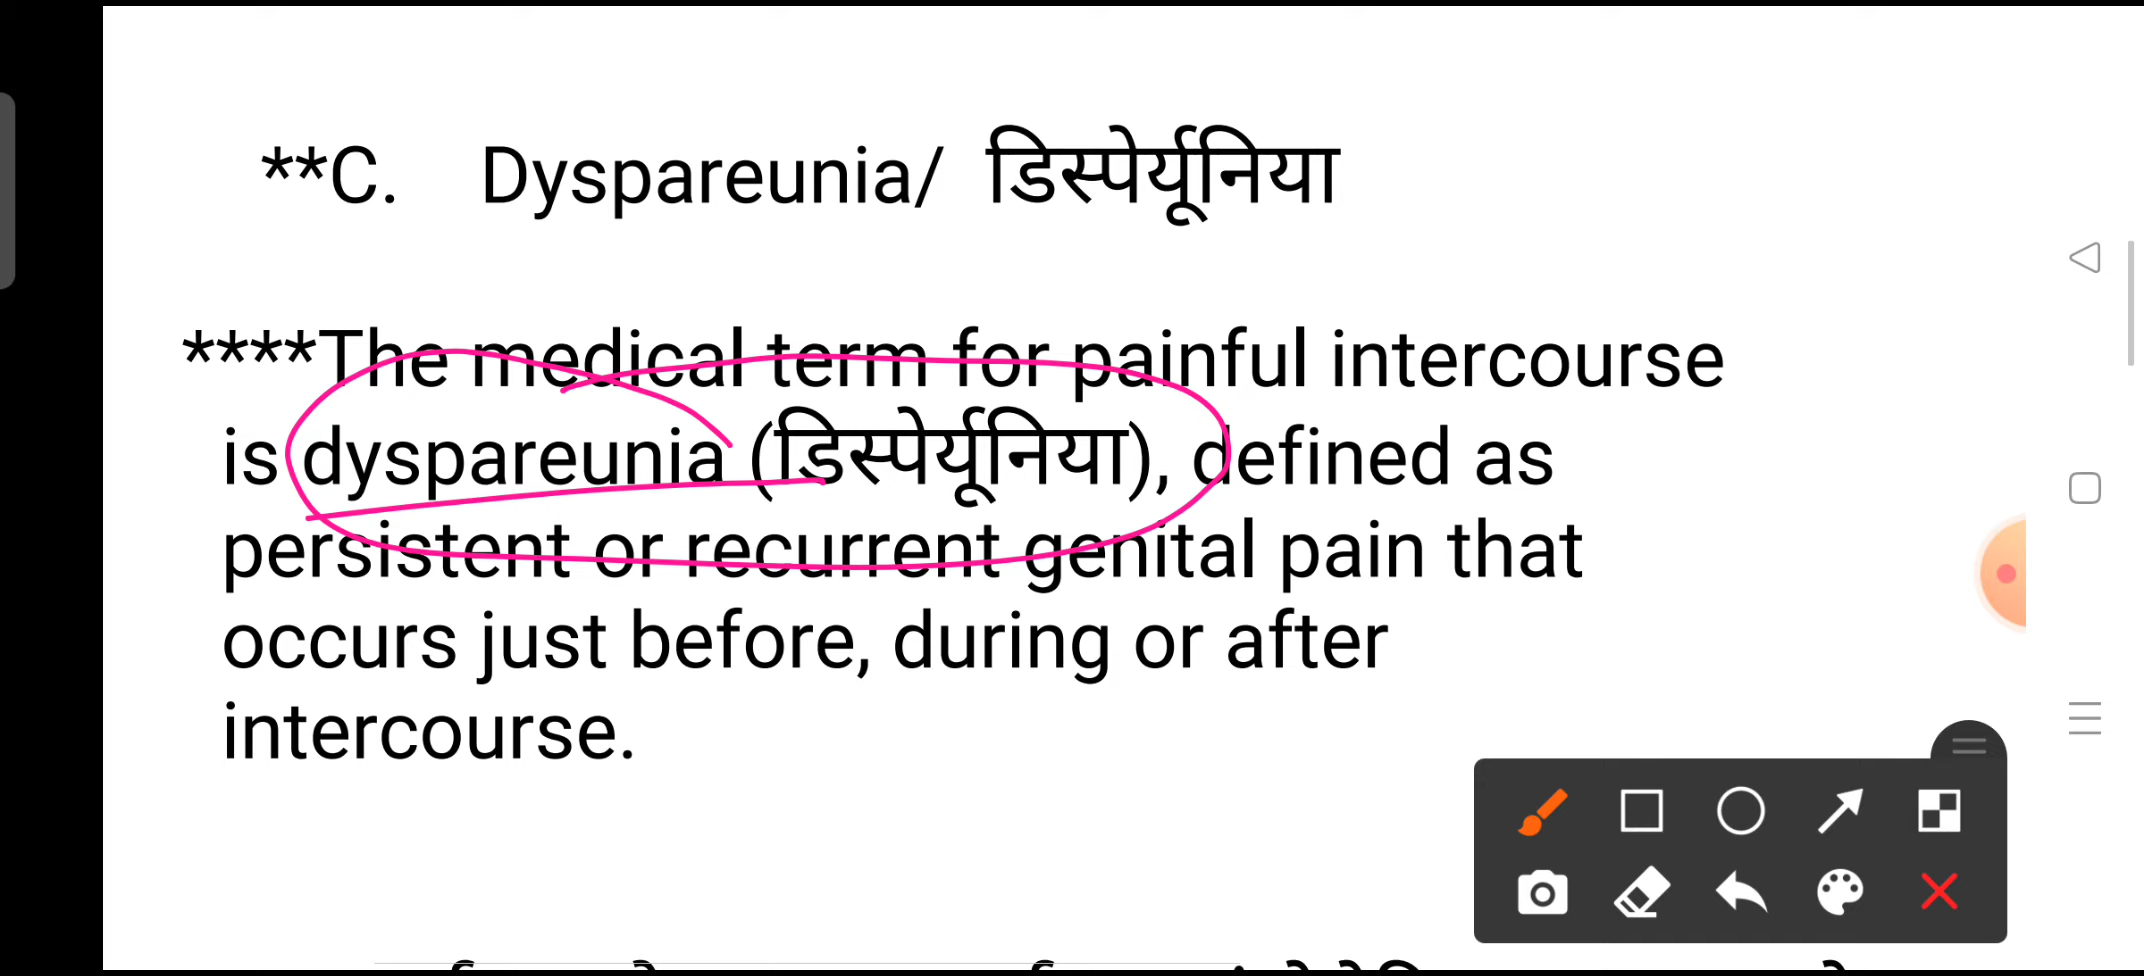 **C. Dyspareunia/ डिस्पेर्यूनिया
****The medical term for painful intercourse
is dyspareunia (डिस्पेर्यूनिया), defined as
persistent or recurrent genital pain that
occurs just before, during or after
intercourse.